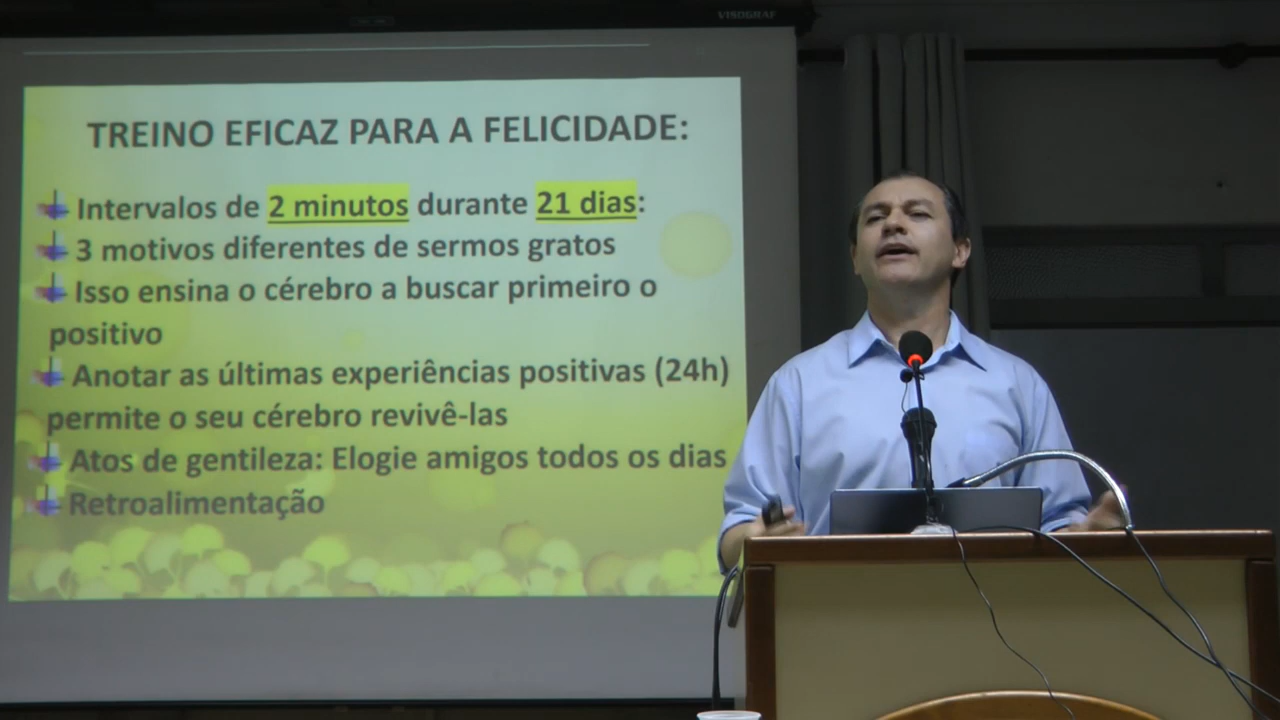 VISOGRAF
TREINO EFICAZ PARA A FELICIDADE:
Intervalos de 2 minutos durante 21 dias:
3 motivos diferentes de sermos gratos
Isso ensina o cérebro a buscar primeiro o
positivo
Anotar as últimas experiências positivas (24h)
permite o seu cérebro revivê-las
Atos de gentileza: Elogie amigos todos os dias
Retroalimentação